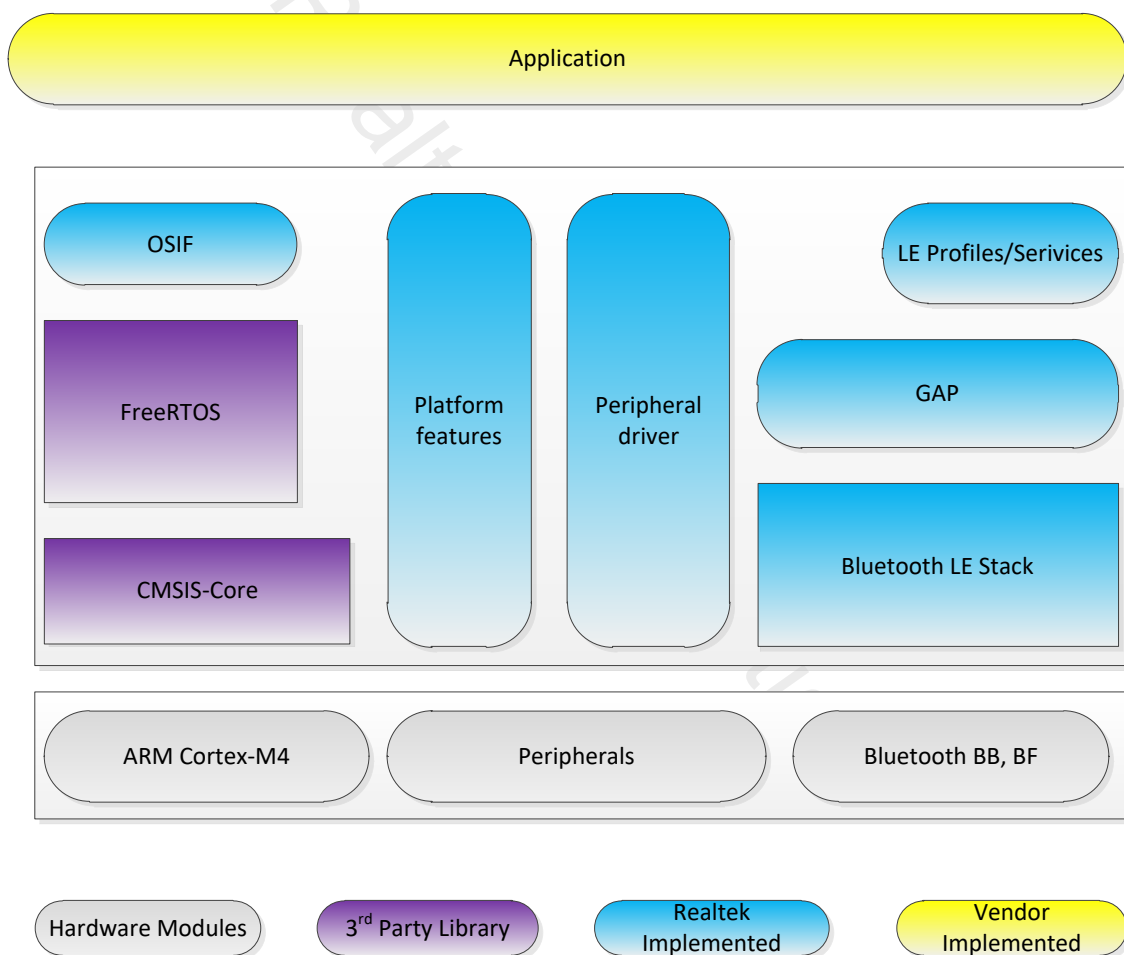 Application
OSIF
LE Profiles/Serivices
FreeRTOS
Platform
features
Peripheral
driver
GAP
CMSIS-Core
Bluetooth LE Stack
ARM Cortex-M4
Peripherals
Bluetooth BB, BF
Hardware Modules
3rd Party Library
Realtek
Implemented
Vendor
Implemented